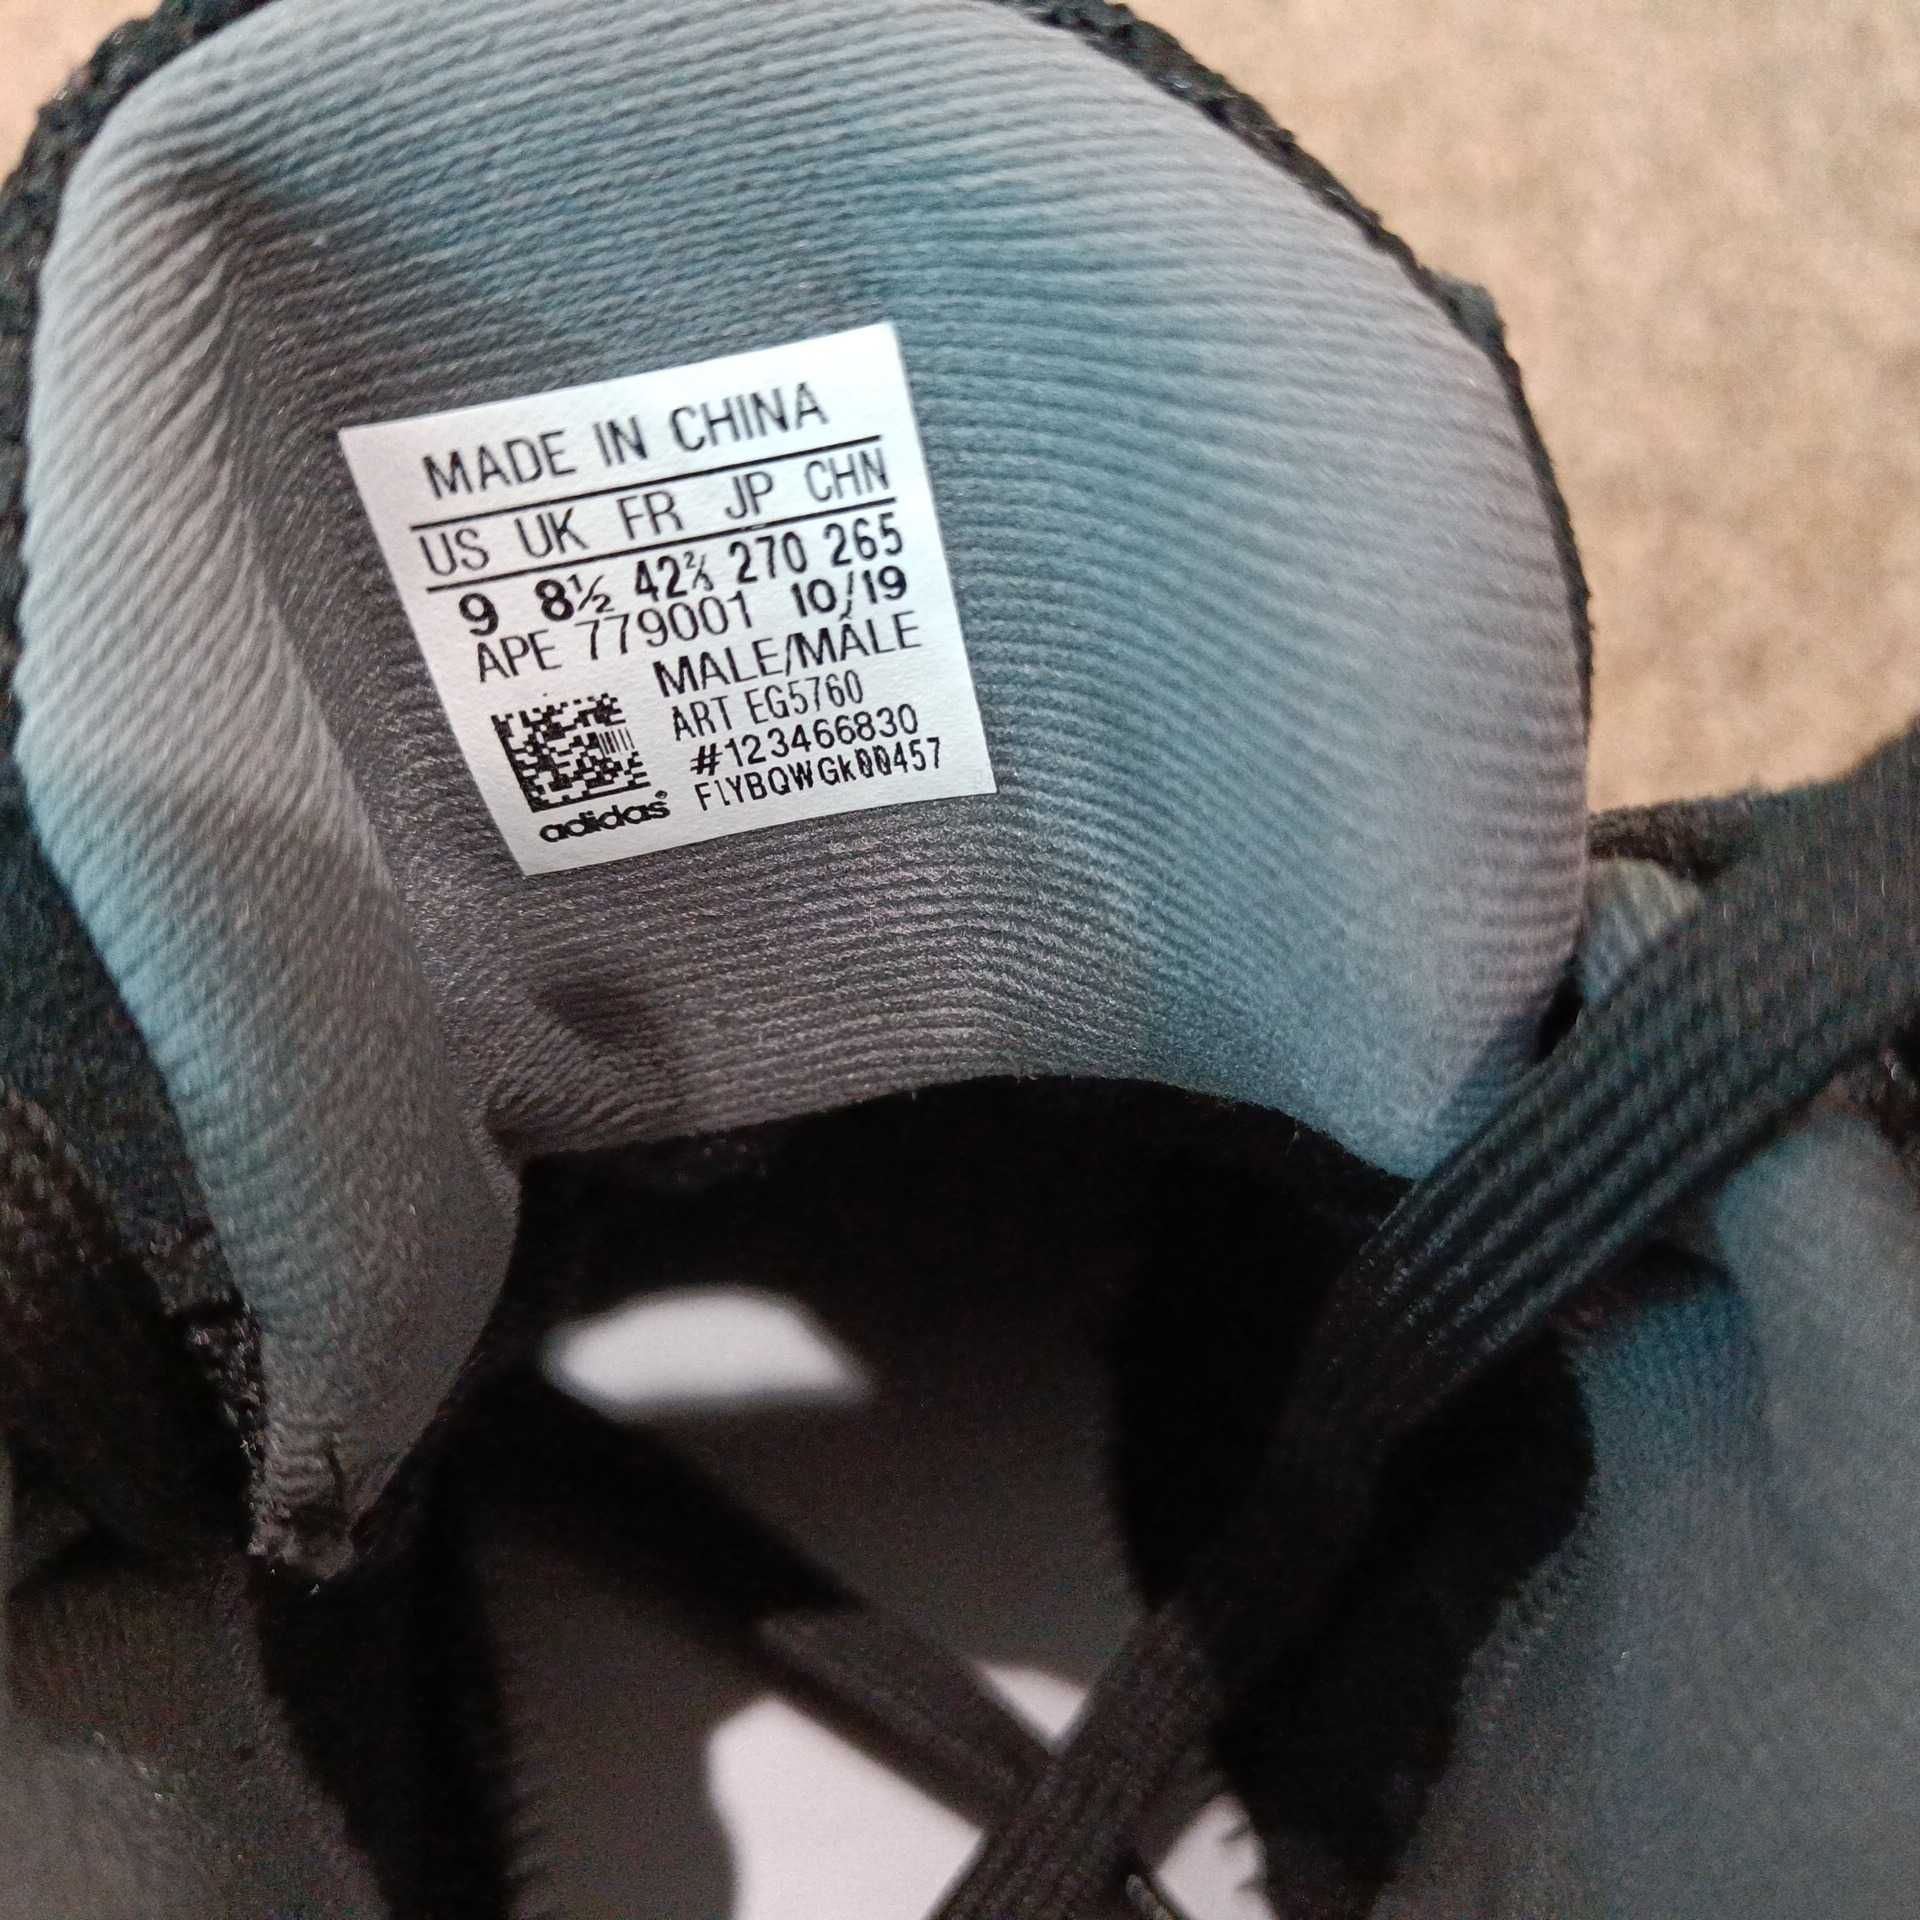 MADE IN CHINA
US UK FR JP CHN
9 8½ 42⅔ 270 265
APE 779001 10/19
MALE/MÂLE
ART EG5760
#123466830
F1YBQWGk00457
adidas®